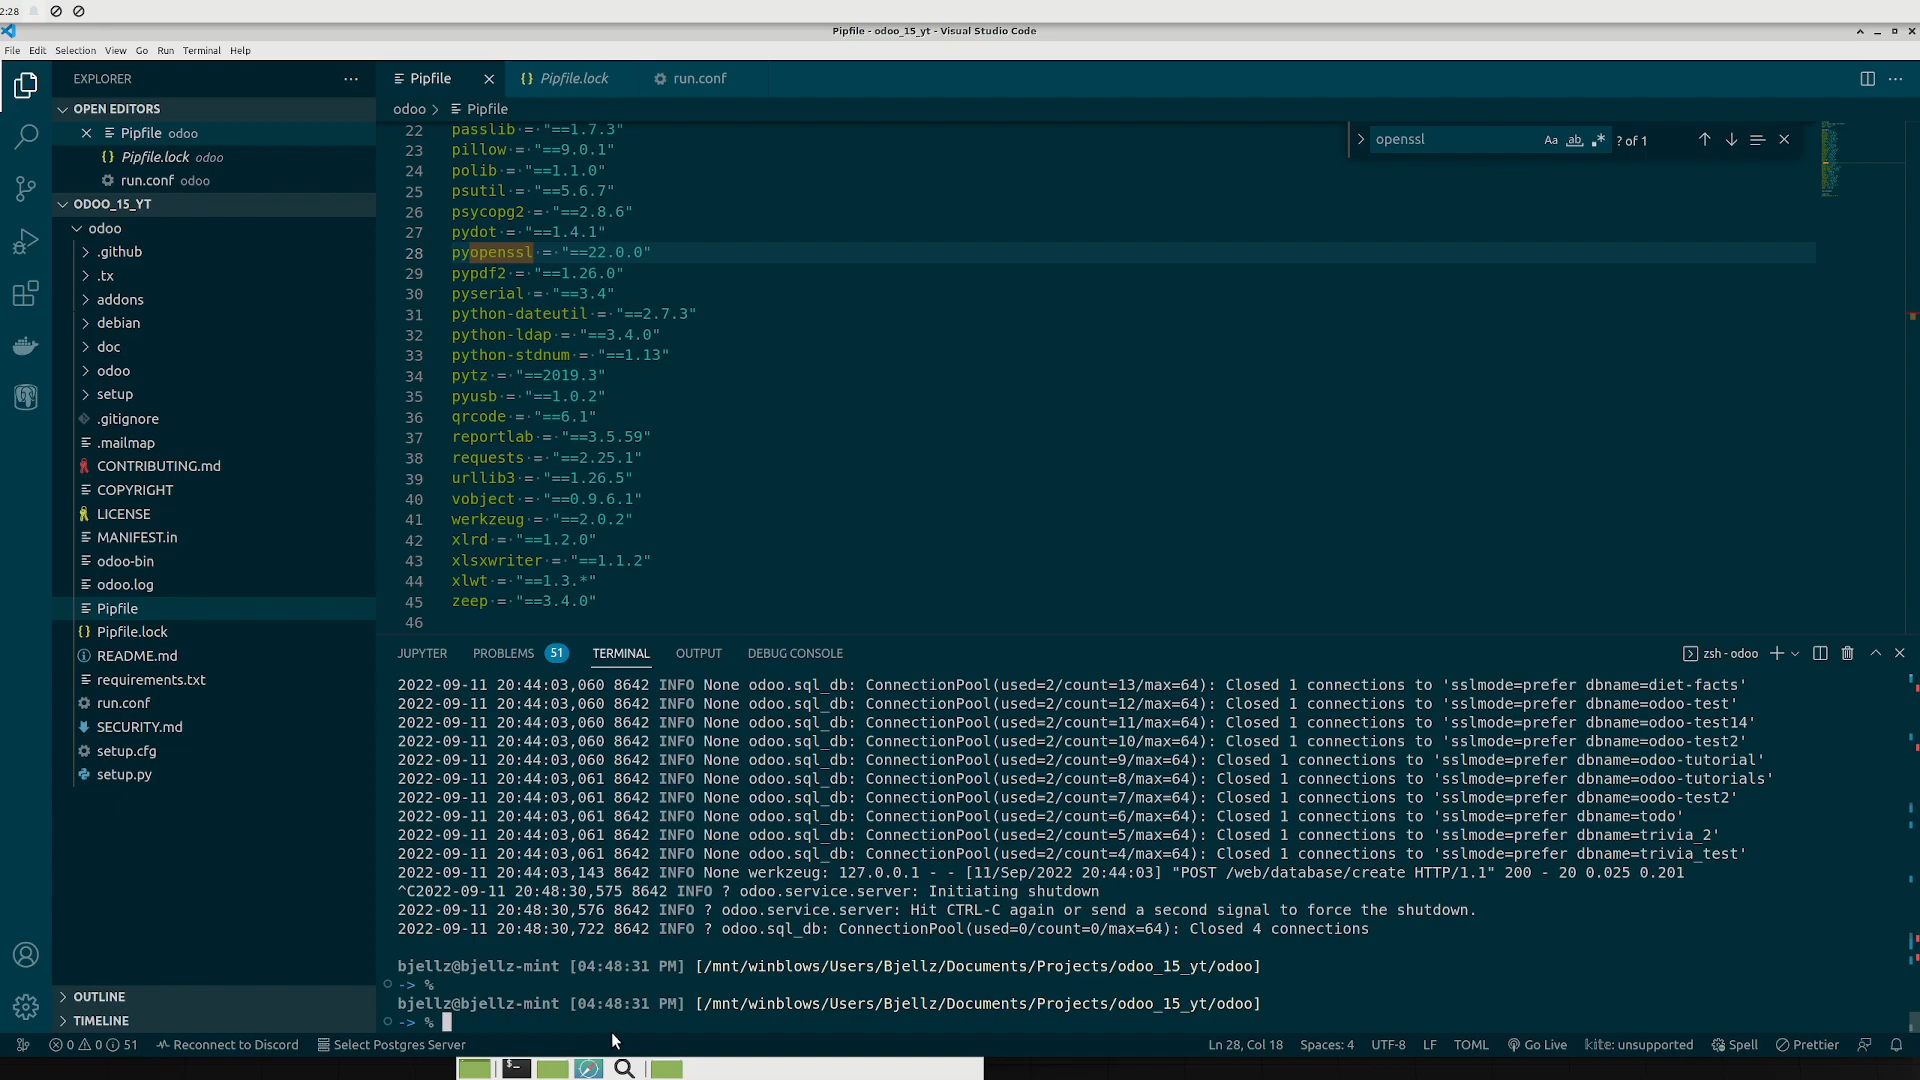 2:28
Pipfile - odoo_15_yt - Visual Studio Code
File Edit Selection View Go Run Terminal Help
EXPLORER
OPEN EDITORS
Pipfile odoo
Pipfile.lock odoo
run.conf odoo
ODOO_15_YT
odoo
.github
.tx
addons
debian
doc
odoo
setup
.gitignore
.mailmap
CONTRIBUTING.md
COPYRIGHT
LICENSE
MANIFEST.in
odoo-bin
odoo.log
Pipfile
Pipfile.lock
README.md
requirements.txt
run.conf
SECURITY.md
setup.cfg
setup.py
OUTLINE
TIMELINE
Pipfile Pipfile.lock run.conf
odoo > Pipfile
openssl Aa ab .* ? of 1
22 passlib = "==1.7.3"
23 pillow = "==9.0.1"
24 polib = "==1.1.0"
25 psutil = "==5.6.7"
26 psycopg2 = "==2.8.6"
27 pydot = "==1.4.1"
28 pyopenssl = "==22.0.0"
29 pypdf2 = "==1.26.0"
30 pyserial = "==3.4"
31 python-dateutil = "==2.7.3"
32 python-ldap = "==3.4.0"
33 python-stdnum = "==1.13"
34 pytz = "==2019.3"
35 pyusb = "==1.0.2"
36 qrcode = "==6.1"
37 reportlab = "==3.5.59"
38 requests = "==2.25.1"
39 urllib3 = "==1.26.5"
40 vobject = "==0.9.6.1"
41 werkzeug = "==2.0.2"
42 xlrd = "==1.2.0"
43 xlsxwriter = "==1.1.2"
44 xlwt = "==1.3.*"
45 zeep = "==3.4.0"
46
JUPYTER PROBLEMS 51 TERMINAL OUTPUT DEBUG CONSOLE zsh - odoo
2022-09-11 20:44:03,060 8642 INFO None odoo.sql_db: ConnectionPool(used=2/count=13/max=64): Closed 1 connections to 'sslmode=prefer dbname=diet-facts'
2022-09-11 20:44:03,060 8642 INFO None odoo.sql_db: ConnectionPool(used=2/count=12/max=64): Closed 1 connections to 'sslmode=prefer dbname=odoo-test'
2022-09-11 20:44:03,060 8642 INFO None odoo.sql_db: ConnectionPool(used=2/count=11/max=64): Closed 1 connections to 'sslmode=prefer dbname=odoo-test14'
2022-09-11 20:44:03,060 8642 INFO None odoo.sql_db: ConnectionPool(used=2/count=10/max=64): Closed 1 connections to 'sslmode=prefer dbname=odoo-test2'
2022-09-11 20:44:03,060 8642 INFO None odoo.sql_db: ConnectionPool(used=2/count=9/max=64): Closed 1 connections to 'sslmode=prefer dbname=odoo-tutorial'
2022-09-11 20:44:03,061 8642 INFO None odoo.sql_db: ConnectionPool(used=2/count=8/max=64): Closed 1 connections to 'sslmode=prefer dbname=odoo-tutorials'
2022-09-11 20:44:03,061 8642 INFO None odoo.sql_db: ConnectionPool(used=2/count=7/max=64): Closed 1 connections to 'sslmode=prefer dbname=oodo-test2'
2022-09-11 20:44:03,061 8642 INFO None odoo.sql_db: ConnectionPool(used=2/count=6/max=64): Closed 1 connections to 'sslmode=prefer dbname=todo'
2022-09-11 20:44:03,061 8642 INFO None odoo.sql_db: ConnectionPool(used=2/count=5/max=64): Closed 1 connections to 'sslmode=prefer dbname=trivia_2'
2022-09-11 20:44:03,061 8642 INFO None odoo.sql_db: ConnectionPool(used=2/count=4/max=64): Closed 1 connections to 'sslmode=prefer dbname=trivia_test'
2022-09-11 20:44:03,143 8642 INFO None werkzeug: 127.0.0.1 - - [11/Sep/2022 20:44:03] "POST /web/database/create HTTP/1.1" 200 - 20 0.025 0.201
^C2022-09-11 20:48:30,575 8642 INFO ? odoo.service.server: Initiating shutdown
2022-09-11 20:48:30,576 8642 INFO ? odoo.service.server: Hit CTRL-C again or send a second signal to force the shutdown.
2022-09-11 20:48:30,722 8642 INFO ? odoo.sql_db: ConnectionPool(used=0/count=0/max=64): Closed 4 connections
bjellz@bjellz-mint [04:48:31 PM] [/mnt/winblows/Users/Bjellz/Documents/Projects/odoo_15_yt/odoo]
-> %
bjellz@bjellz-mint [04:48:31 PM] [/mnt/winblows/Users/Bjellz/Documents/Projects/odoo_15_yt/odoo]
-> %
0 0 51 Reconnect to Discord Select Postgres Server Ln 28, Col 18 Spaces: 4 UTF-8 LF TOML Go Live kite: unsupported Spell Prettier